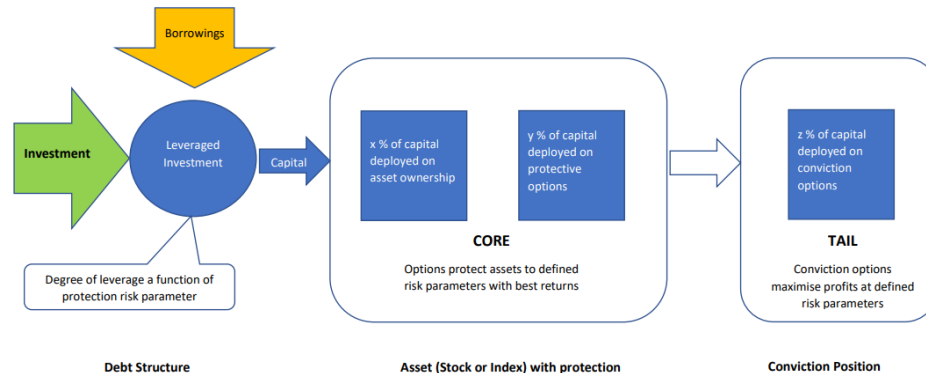 Borrowings
Investment
Leveraged
Investment
Capital
x % of capital
deployed on
asset ownership
y % of capital
deployed on
protective
options
z % of capital
deployed on
conviction
options
CORE
TAIL
Degree of leverage a function of
protection risk parameter
Options protect assets to defined
risk parameters with best returns
Conviction options
maximise profits at defined
risk parameters
Debt Structure
Asset (Stock or Index) with protection
Conviction Position